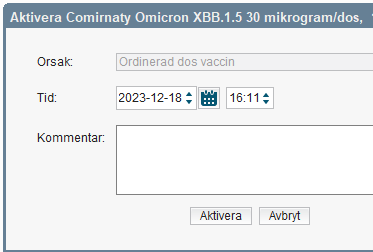 Aktivera Comirnaty Omicron XBB.1.5 30 mikrogram/dos,
Orsak: Ordinerad dos vaccin
Tid: 2023-12-18 16:11
Kommentar:
Aktivera Avbryt